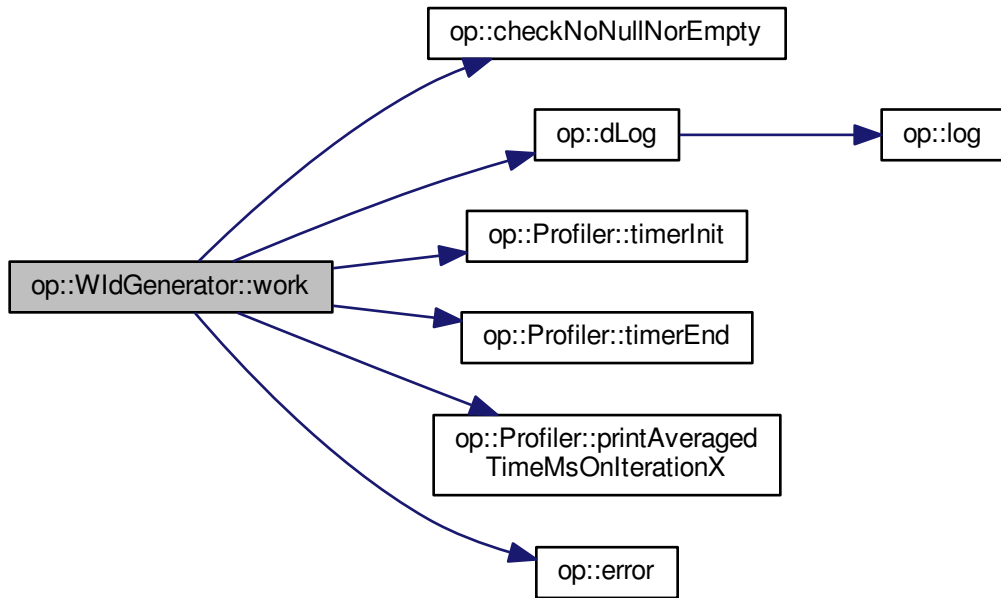 op::checkNoNullNorEmpty
op::dLog
op::log
op::Profiler::timerInit
op::WIdGenerator::work
op::Profiler::timerEnd
op::Profiler::printAveraged
TimeMsOnIterationX
op::error